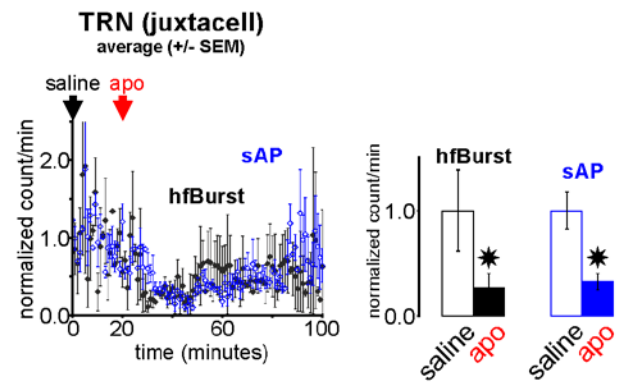 TRN (juxtacell)
average (+/- SEM)
saline apo
normalized count/min
2.0
1.0
0.0
sAP
hfBurst
0 20 60 100
time (minutes)
normalized count/min
1.0
0.0
hfBurst
sAP
saline apo saline apo